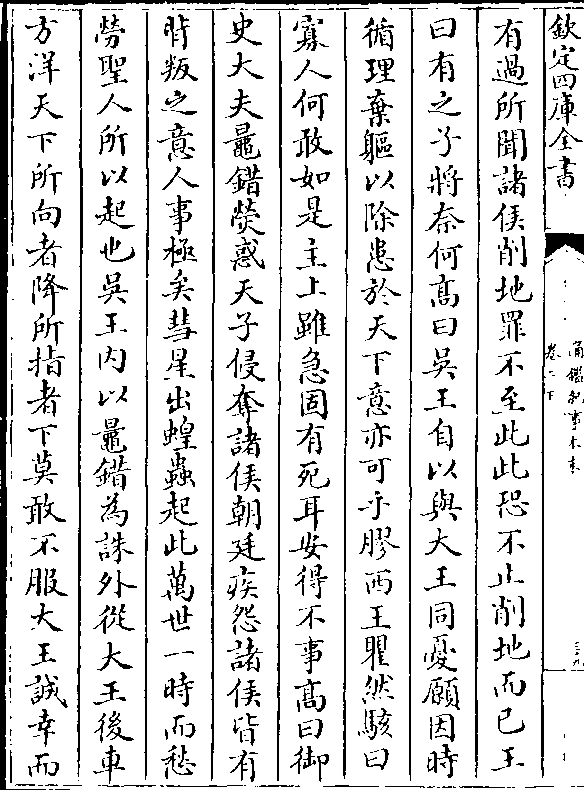 欽定四庫全書
通鑑紀事本末
卷二下
有過所聞諸侯削地罪不至此此恐不止削地而已王
曰有之子將奈何髙曰吳王自以與大王同憂願因時
循理棄軀以除患於天下意亦可乎膠西王瞿然駭曰
寡人何敢如是主上雖急固有死耳安得不事髙曰御
史大夫鼂錯熒惑天子侵奪諸侯朝廷疾怨諸侯皆有
背叛之意人事極矣彗星出蝗蟲起此萬世一時而愁
勞聖人所以起也吳王内以鼂錯為誅外從大王後車
方洋天下所向者降所指者下莫敢不服大王誠幸而